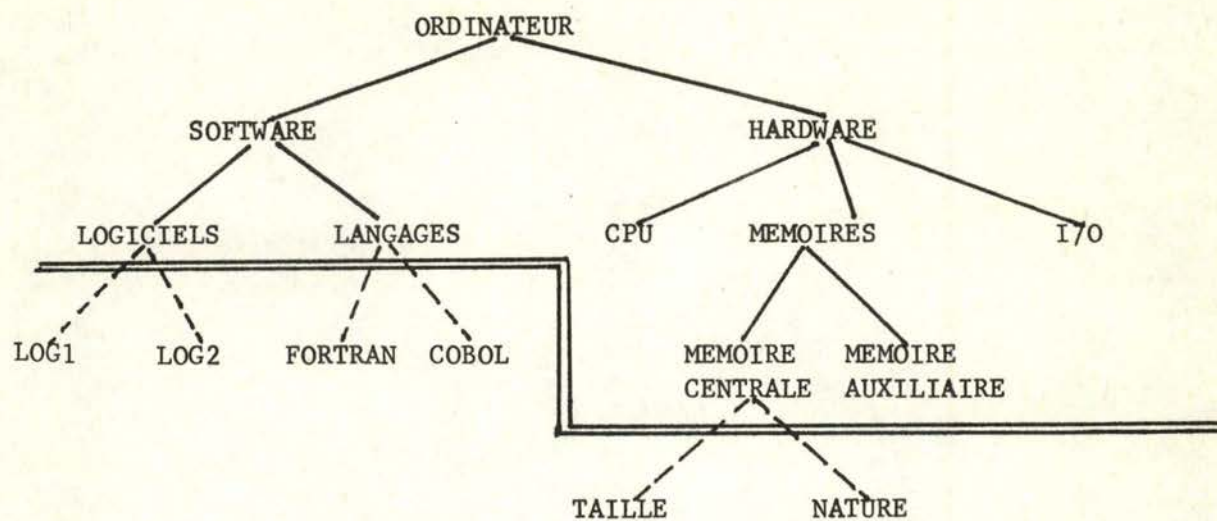 ORDINATEUR
SOFTWARE HARDWARE
LOGICIELS LANGAGES CPU MEMOIRES I/O
LOG1 LOG2 FORTRAN COBOL MEMOIRE MEMOIRE
CENTRALE AUXILIAIRE
TAILLE NATURE